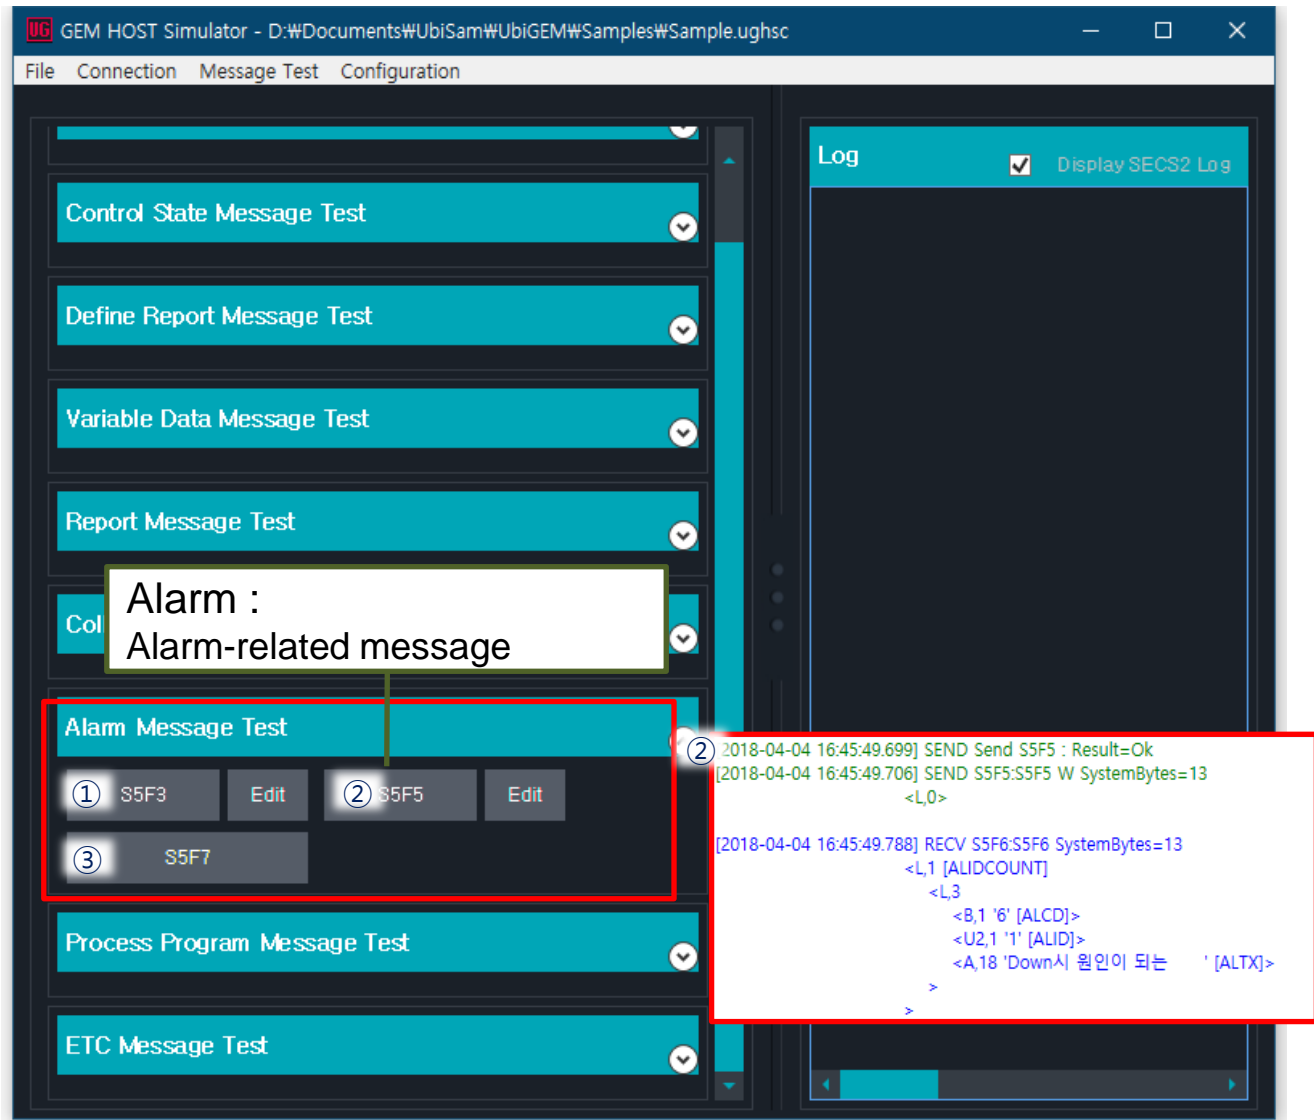 UG GEM HOST Simulator - D:₩Documents₩UbiSam₩UbiGEM₩Samples₩Sample.ughsc
File Connection Message Test Configuration
Log
Display SECS2 Log
Control State Message Test
Define Report Message Test
Variable Data Message Test
Report Message Test
Alarm :
Alarm-related message
Coll
Alarm Message Test
① S5F3 Edit ② S5F5 Edit
③ S5F7
② 2018-04-04 16:45:49.699] SEND Send S5F5 : Result=Ok
[2018-04-04 16:45:49.706] SEND S5F5:S5F5 W SystemBytes=13
<L,0>
[2018-04-04 16:45:49.788] RECV S5F6:S5F6 SystemBytes=13
<L,1 [ALIDCOUNT]
<L,3
<B,1 '6' [ALCD]>
<U2,1 '1' [ALID]>
<A,18 'Down시 원인이 되는 ' [ALTX]>
>
>
Process Program Message Test
ETC Message Test